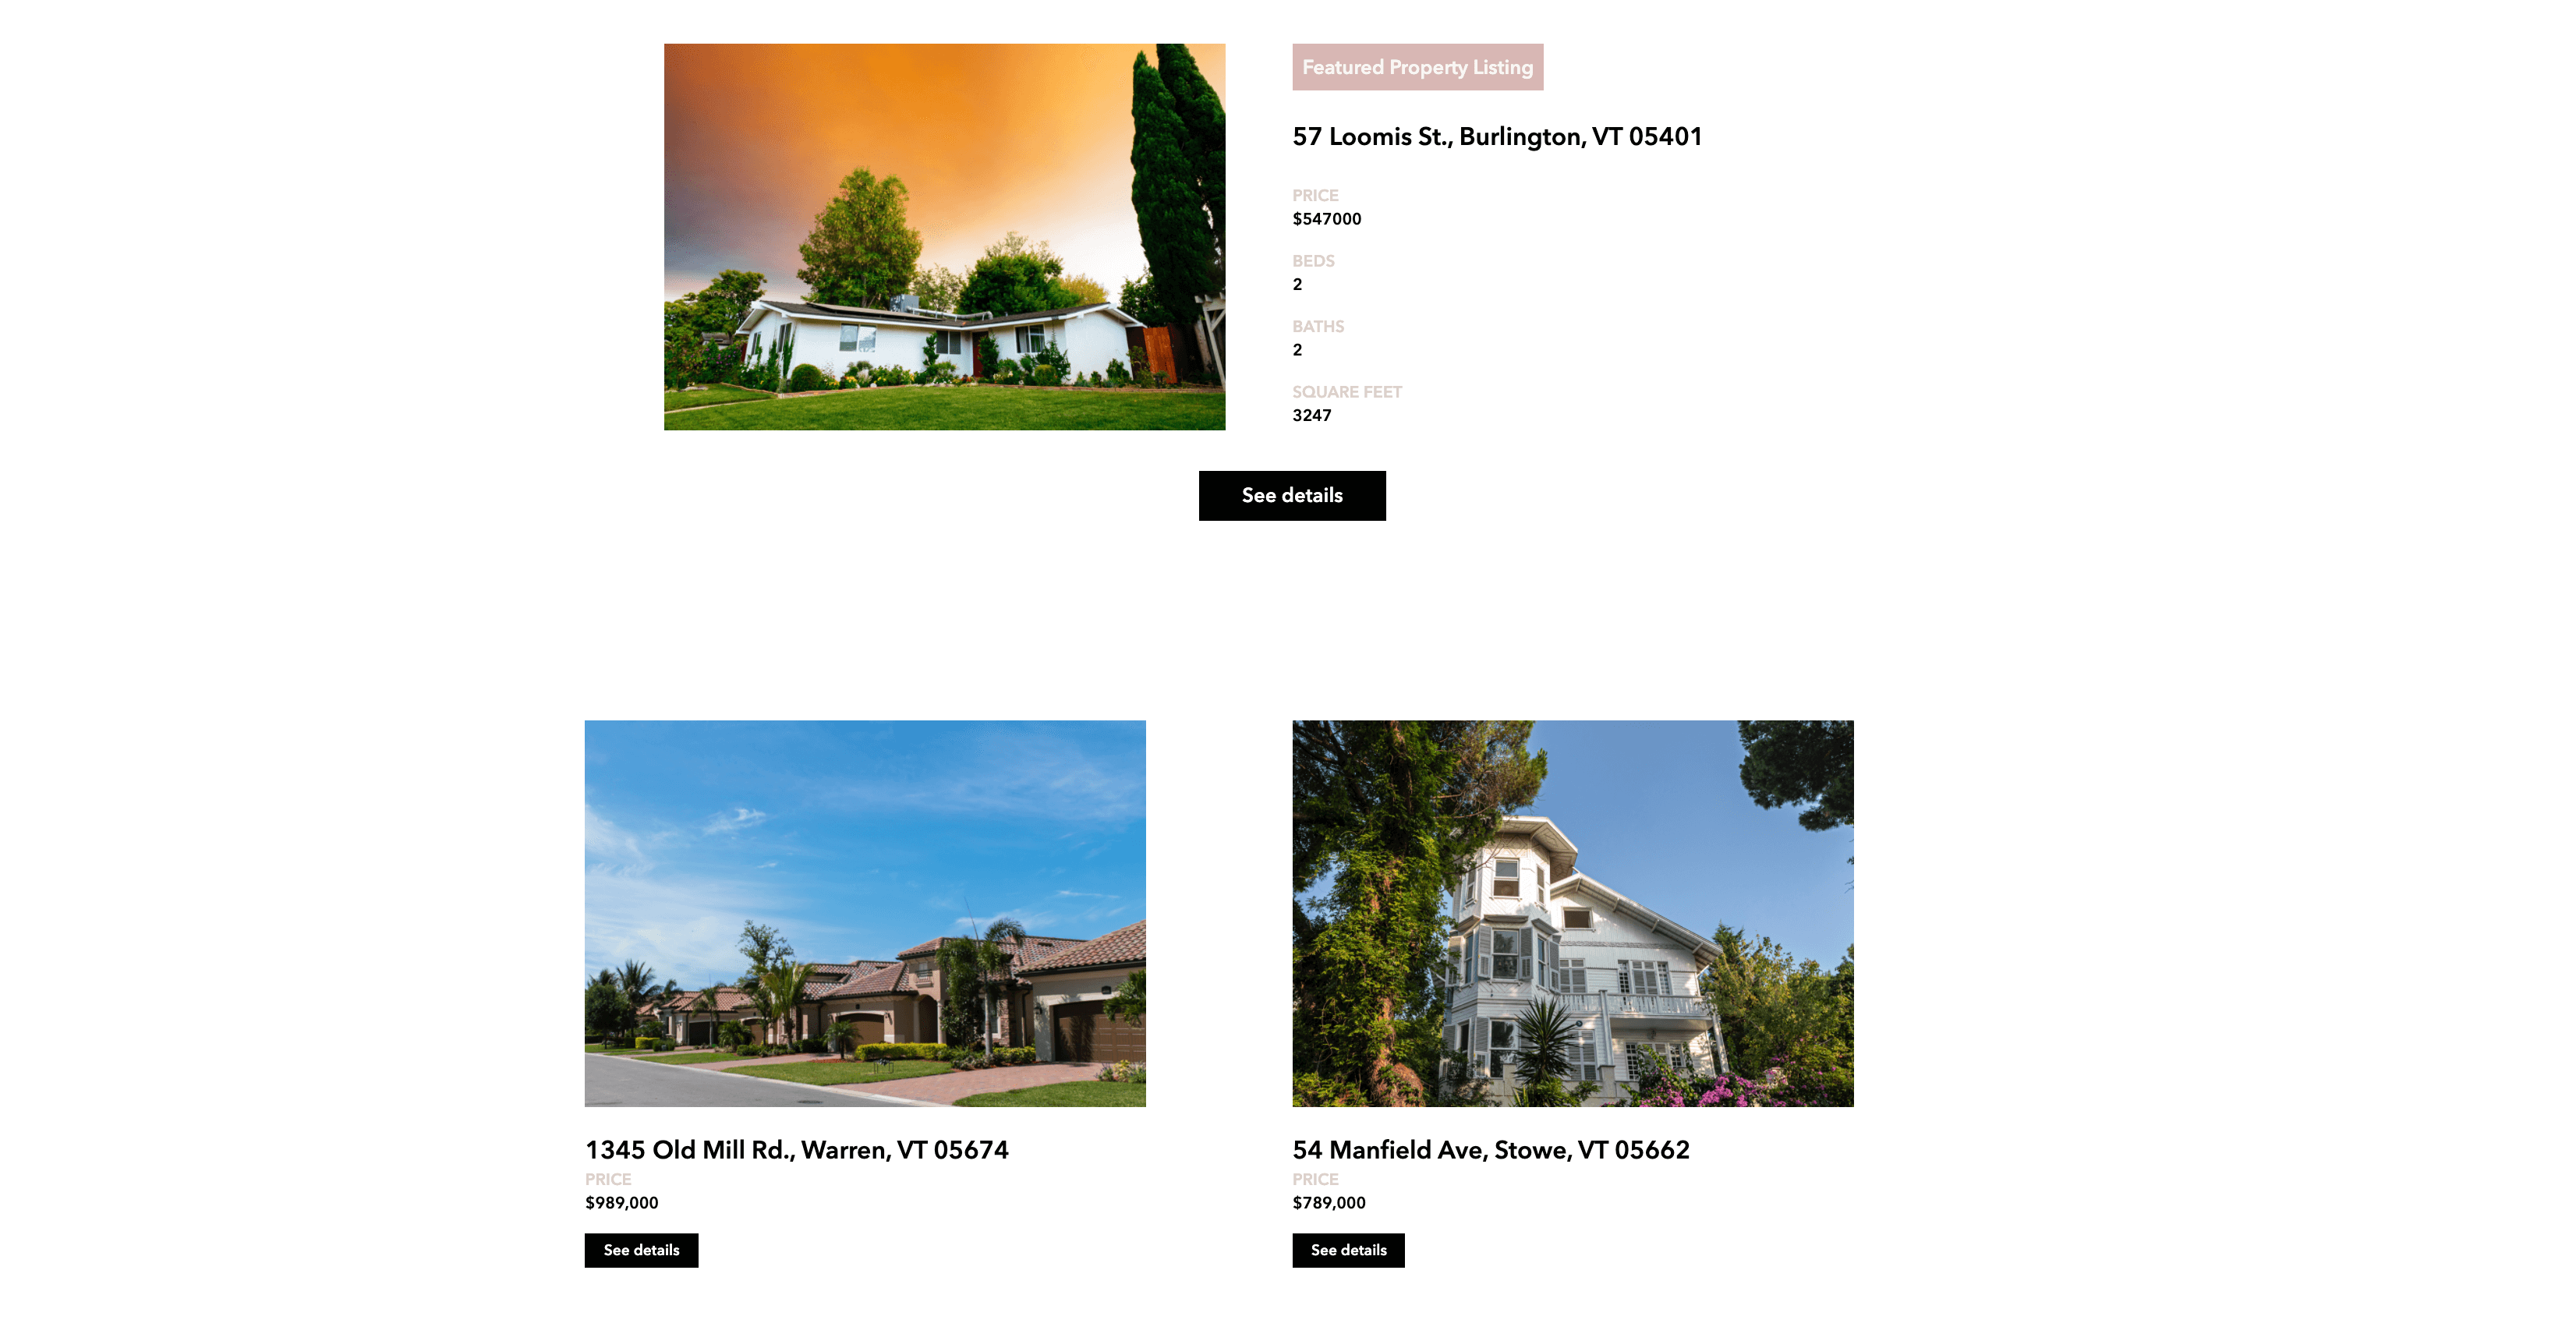 Featured Property Listing
57 Loomis St., Burlington, VT 05401
PRICE
$547000
BEDS
2
BATHS
2
SQUARE FEET
3247
See details
1345 Old Mill Rd., Warren, VT 05674
PRICE
$989,000
See details
54 Manfield Ave, Stowe, VT 05662
PRICE
$789,000
See details